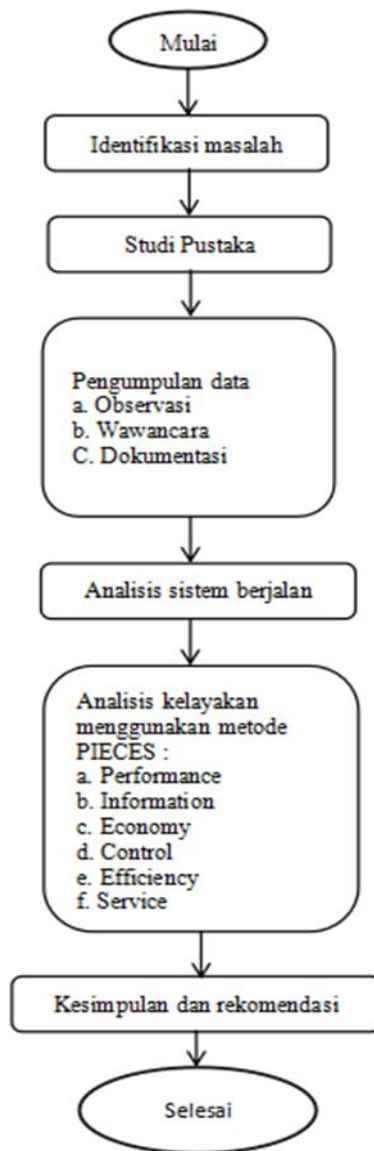 Mulai
Identifikasi masalah
Studi Pustaka
Pengumpulan data
a. Observasi
b. Wawancara
C. Dokumentasi
Analisis sistem berjalan
Analisis kelayakan
menggunakan metode
PIECES :
a. Performance
b. Information
c. Economy
d. Control
e. Efficiency
f. Service
Kesimpulan dan rekomendasi
Selesai